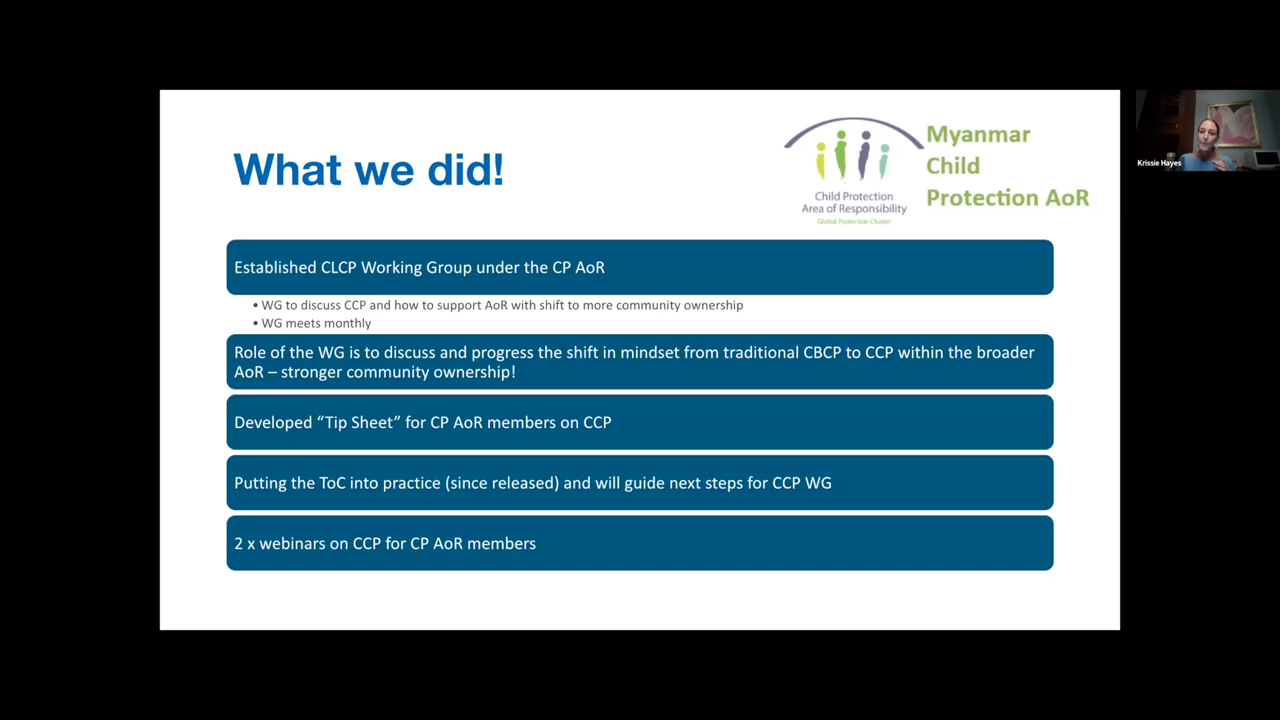 What we did!
Child Protection
Area of Responsibility
Global Protection Cluster
Myanmar
Child
Protection AoR
Krissie Hayes
Established CLCP Working Group under the CP AoR
• WG to discuss CCP and how to support AoR with shift to more community ownership
• WG meets monthly
Role of the WG is to discuss and progress the shift in mindset from traditional CBCP to CCP within the broader
AoR – stronger community ownership!
Developed “Tip Sheet” for CP AoR members on CCP
Putting the ToC into practice (since released) and will guide next steps for CCP WG
2 x webinars on CCP for CP AoR members